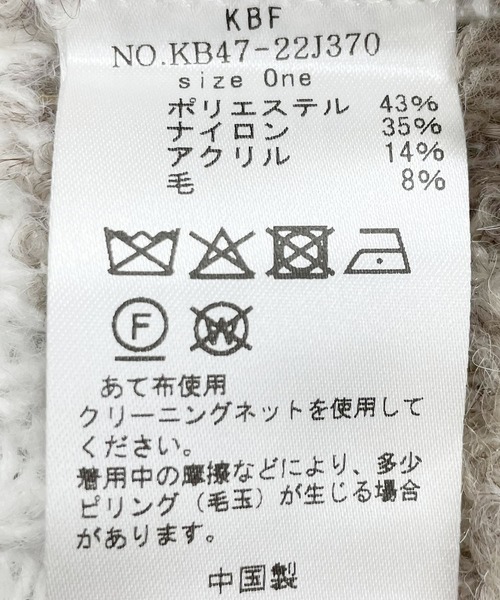 KBF
NO.KB47-22J370
size One
ポリエステル 43%
ナイロン 35%
アクリル 14%
毛 8%
F
W
あて布使用
クリーニングネットを使用して
ください。
着用中の摩擦などにより、多少
ピリング（毛玉）が生じる場合
があります。
中国製